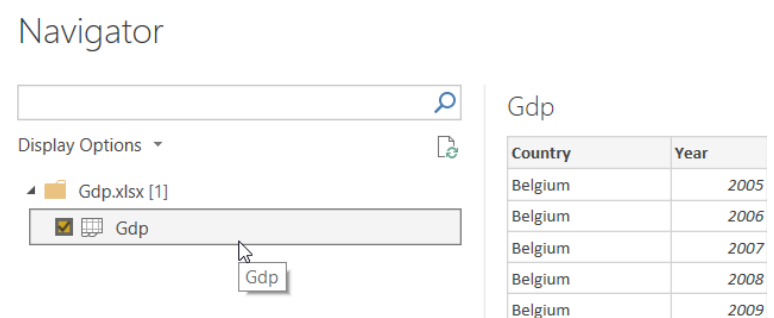 Navigator
Display Options
Gdp.xlsx [1]
Gdp
Gdp
Gdp
Country Year
Belgium 2005
Belgium 2006
Belgium 2007
Belgium 2008
Belgium 2009